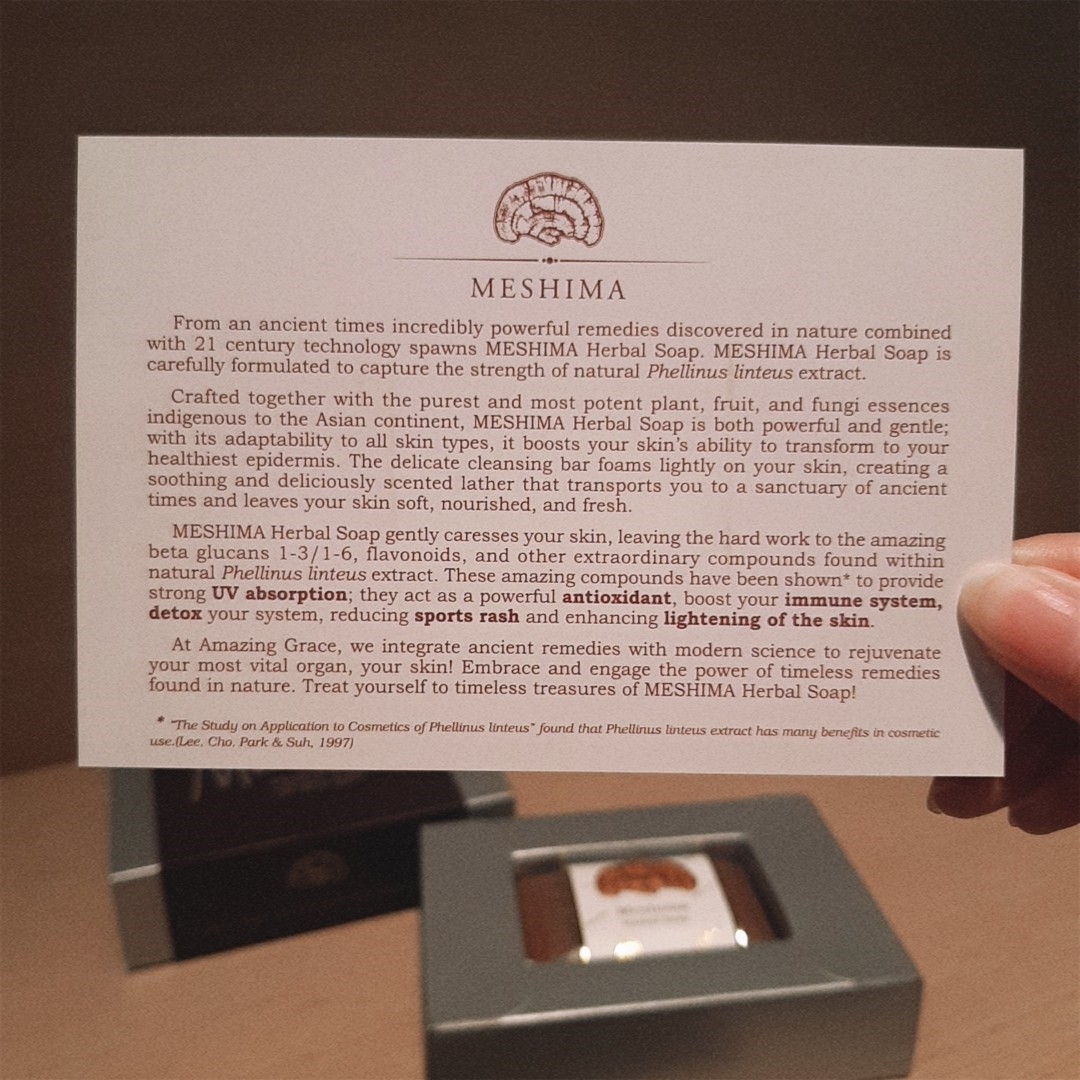 MESHIMA
From an ancient times incredibly powerful remedies discovered in nature combined
with 21 century technology spawns MESHIMA Herbal Soap. MESHIMA Herbal Soap is
carefully formulated to capture the strength of natural Phellinus linteus extract.
Crafted together with the purest and most potent plant, fruit, and fungi essences
indigenous to the Asian continent, MESHIMA Herbal Soap is both powerful and gentle;
with its adaptability to all skin types, it boosts your skin's ability to transform to your
healthiest epidermis. The delicate cleansing bar foams lightly on your skin, creating a
soothing and deliciously scented lather that transports you to a sanctuary of ancient
times and leaves your skin soft, nourished, and fresh.
MESHIMA Herbal Soap gently caresses your skin, leaving the hard work to the amazing
beta glucans 1-3/1-6, flavonoids, and other extraordinary compounds found within
natural Phellinus linteus extract. These amazing compounds have been shown* to provide
strong UV absorption; they act as a powerful antioxidant, boost your immune system,
detox your system, reducing sports rash and enhancing lightening of the skin.
At Amazing Grace, we integrate ancient remedies with modern science to rejuvenate
your most vital organ, your skin! Embrace and engage the power of timeless remedies
found in nature. Treat yourself to timeless treasures of MESHIMA Herbal Soap!
* "The Study on Application to Cosmetics of Phellinus linteus" found that Phellinus linteus extract has many benefits in cosmetic
use.(Lee, Cho, Park & Suh, 1997)